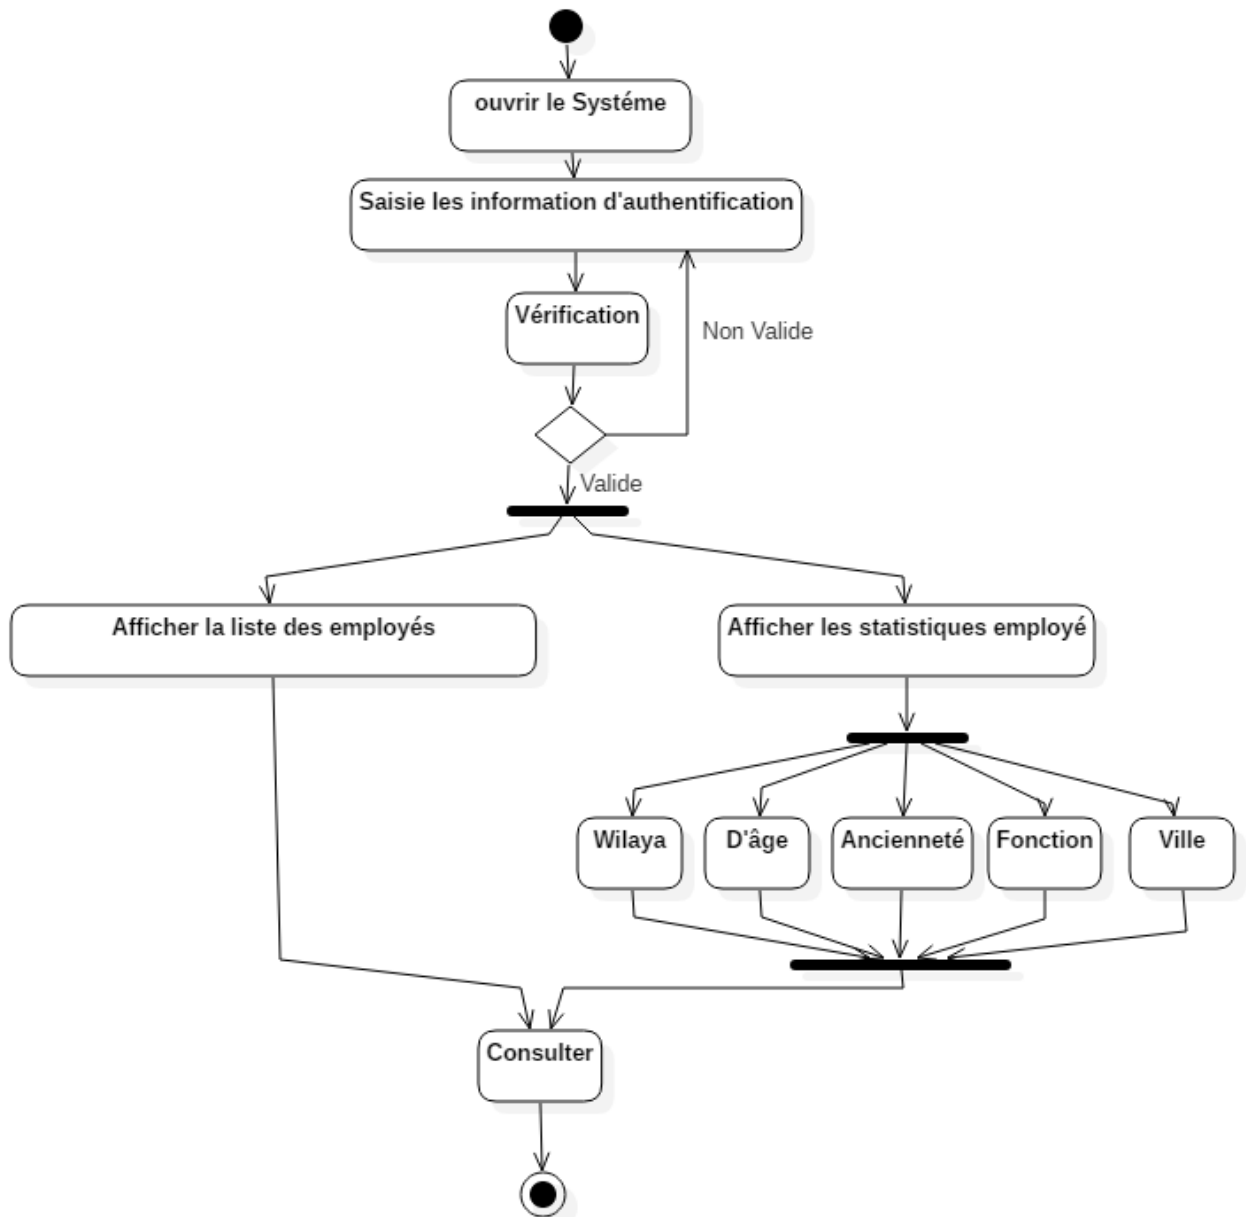 ouvrir le Systéme
Saisie les information d'authentification
Vérification
Non Valide
Valide
Afficher la liste des employés
Afficher les statistiques employé
Wilaya
D'âge
Ancienneté
Fonction
Ville
Consulter